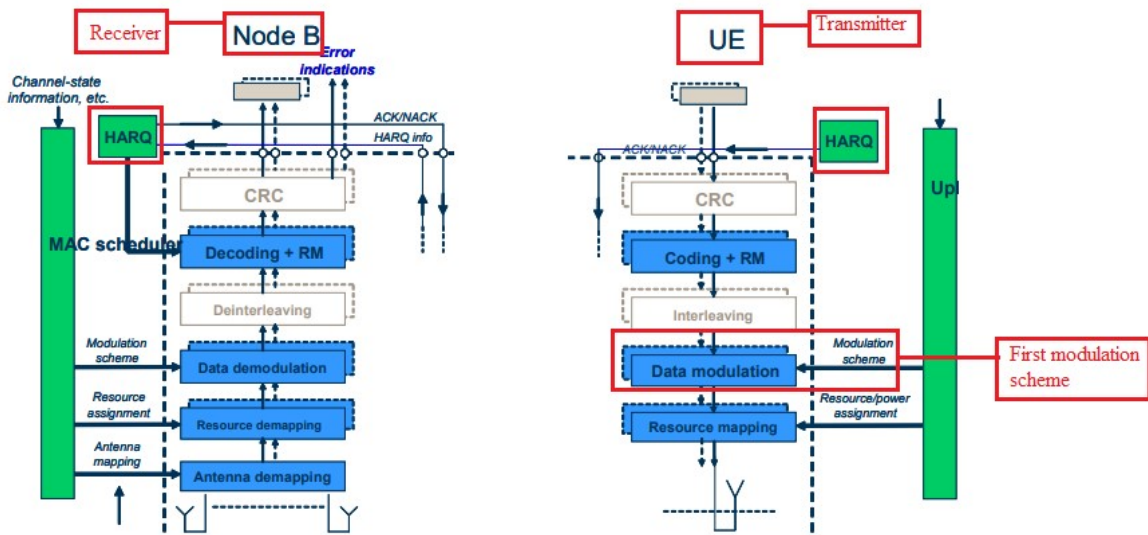 Receiver
Node B
Error
indications
Channel-state
information, etc.
HARQ
ACK/NACK
HARQ info
CRC
MAC scheduler
Decoding + RM
Deinterleaving
Modulation
scheme
Data demodulation
Resource
assignment
Resource demapping
Antenna
mapping
Antenna demapping
UE
Transmitter
ACK/NACK
HARQ
CRC
Upl
Coding + RM
Interleaving
Data modulation
Modulation
scheme
First modulation
scheme
Resource mapping
Resource/power
assignment